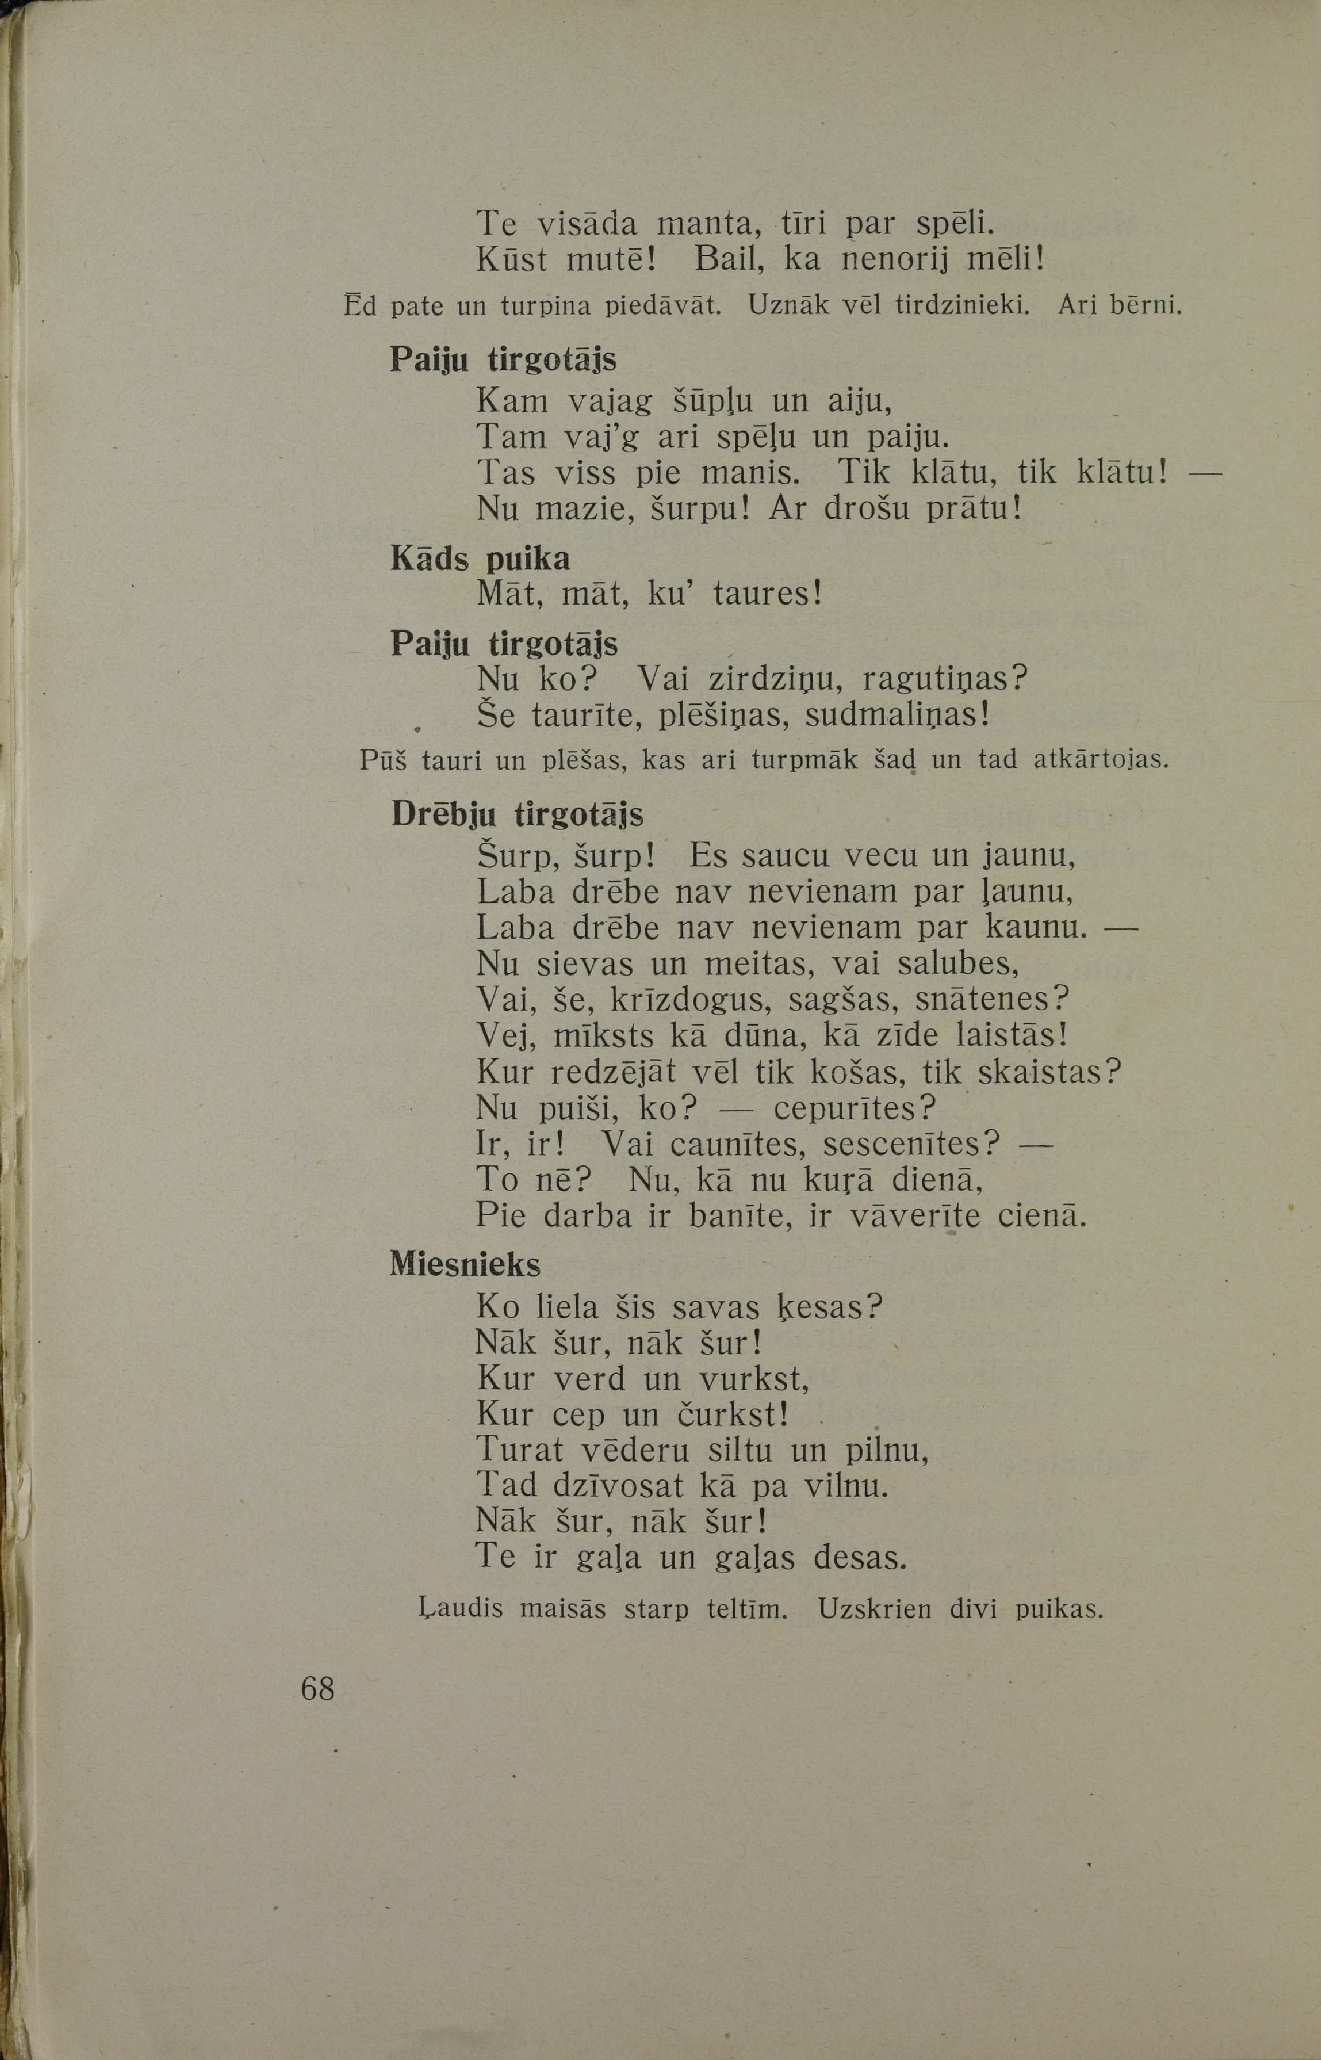 Te visāda manta, tīri par spēli.
Kūst mutē! Bail, ka nenorij mēli!
Ēd pate un turpina piedāvāt. Uznāk vēl tirdzinieki. Ari bērni.
Paiju tirgotājs
Kam vajag šūpļu un aiju,
Tam vaj’g ari spēļu un paiju.
Tas viss pie manis. Tik klātu, tik klātu! —
Nu mazie, šurpu! Ar drošu prātu!
Kāds puika
Māt, māt, ku’ taures!
Paiju tirgotājs
Nu ko? Vai zirdziņu, ragutiņas?
Še taurīte, plēšiņas, sudmaliņas!
Pūš tauri un plēšas, kas ari turpmāk šad un tad atkārtojas.
Drēbju tirgotājs
Šurp, šurp! Es saucu vecu un jaunu,
Laba drēbe nav nevienam par ļaunu,
Laba drēbe nav nevienam par kaunu. —
Nu sievas un meitas, vai salubes,
Vai, še, krīzdogus, sagšas, snātenes?
Vej, mīksts kā dūna, kā zīde laistās!
Kur redzējāt vēl tik košas, tik skaistas?
Nu puiši, ko? — cepurītes?
Ir, ir! Vai caunītes, sescenītes? —
To nē? Nu, kā nu kuŗā dienā,
Pie darba ir banīte, ir vāverīte cienā.
Miesnieks
Ko liela šis savas ķesas?
Nāk šur, nāk šur!
Kur verd un vurkst,
Kur cep un čurkst!
Turat vēderu siltu un pilnu,
Tad dzīvosat kā pa vilnu.
Nāk šur, nāk šur!
Te ir gaļa un gaļas desas.
Ļaudis maisās starp teltīm. Uzskrien divi puikas.
68